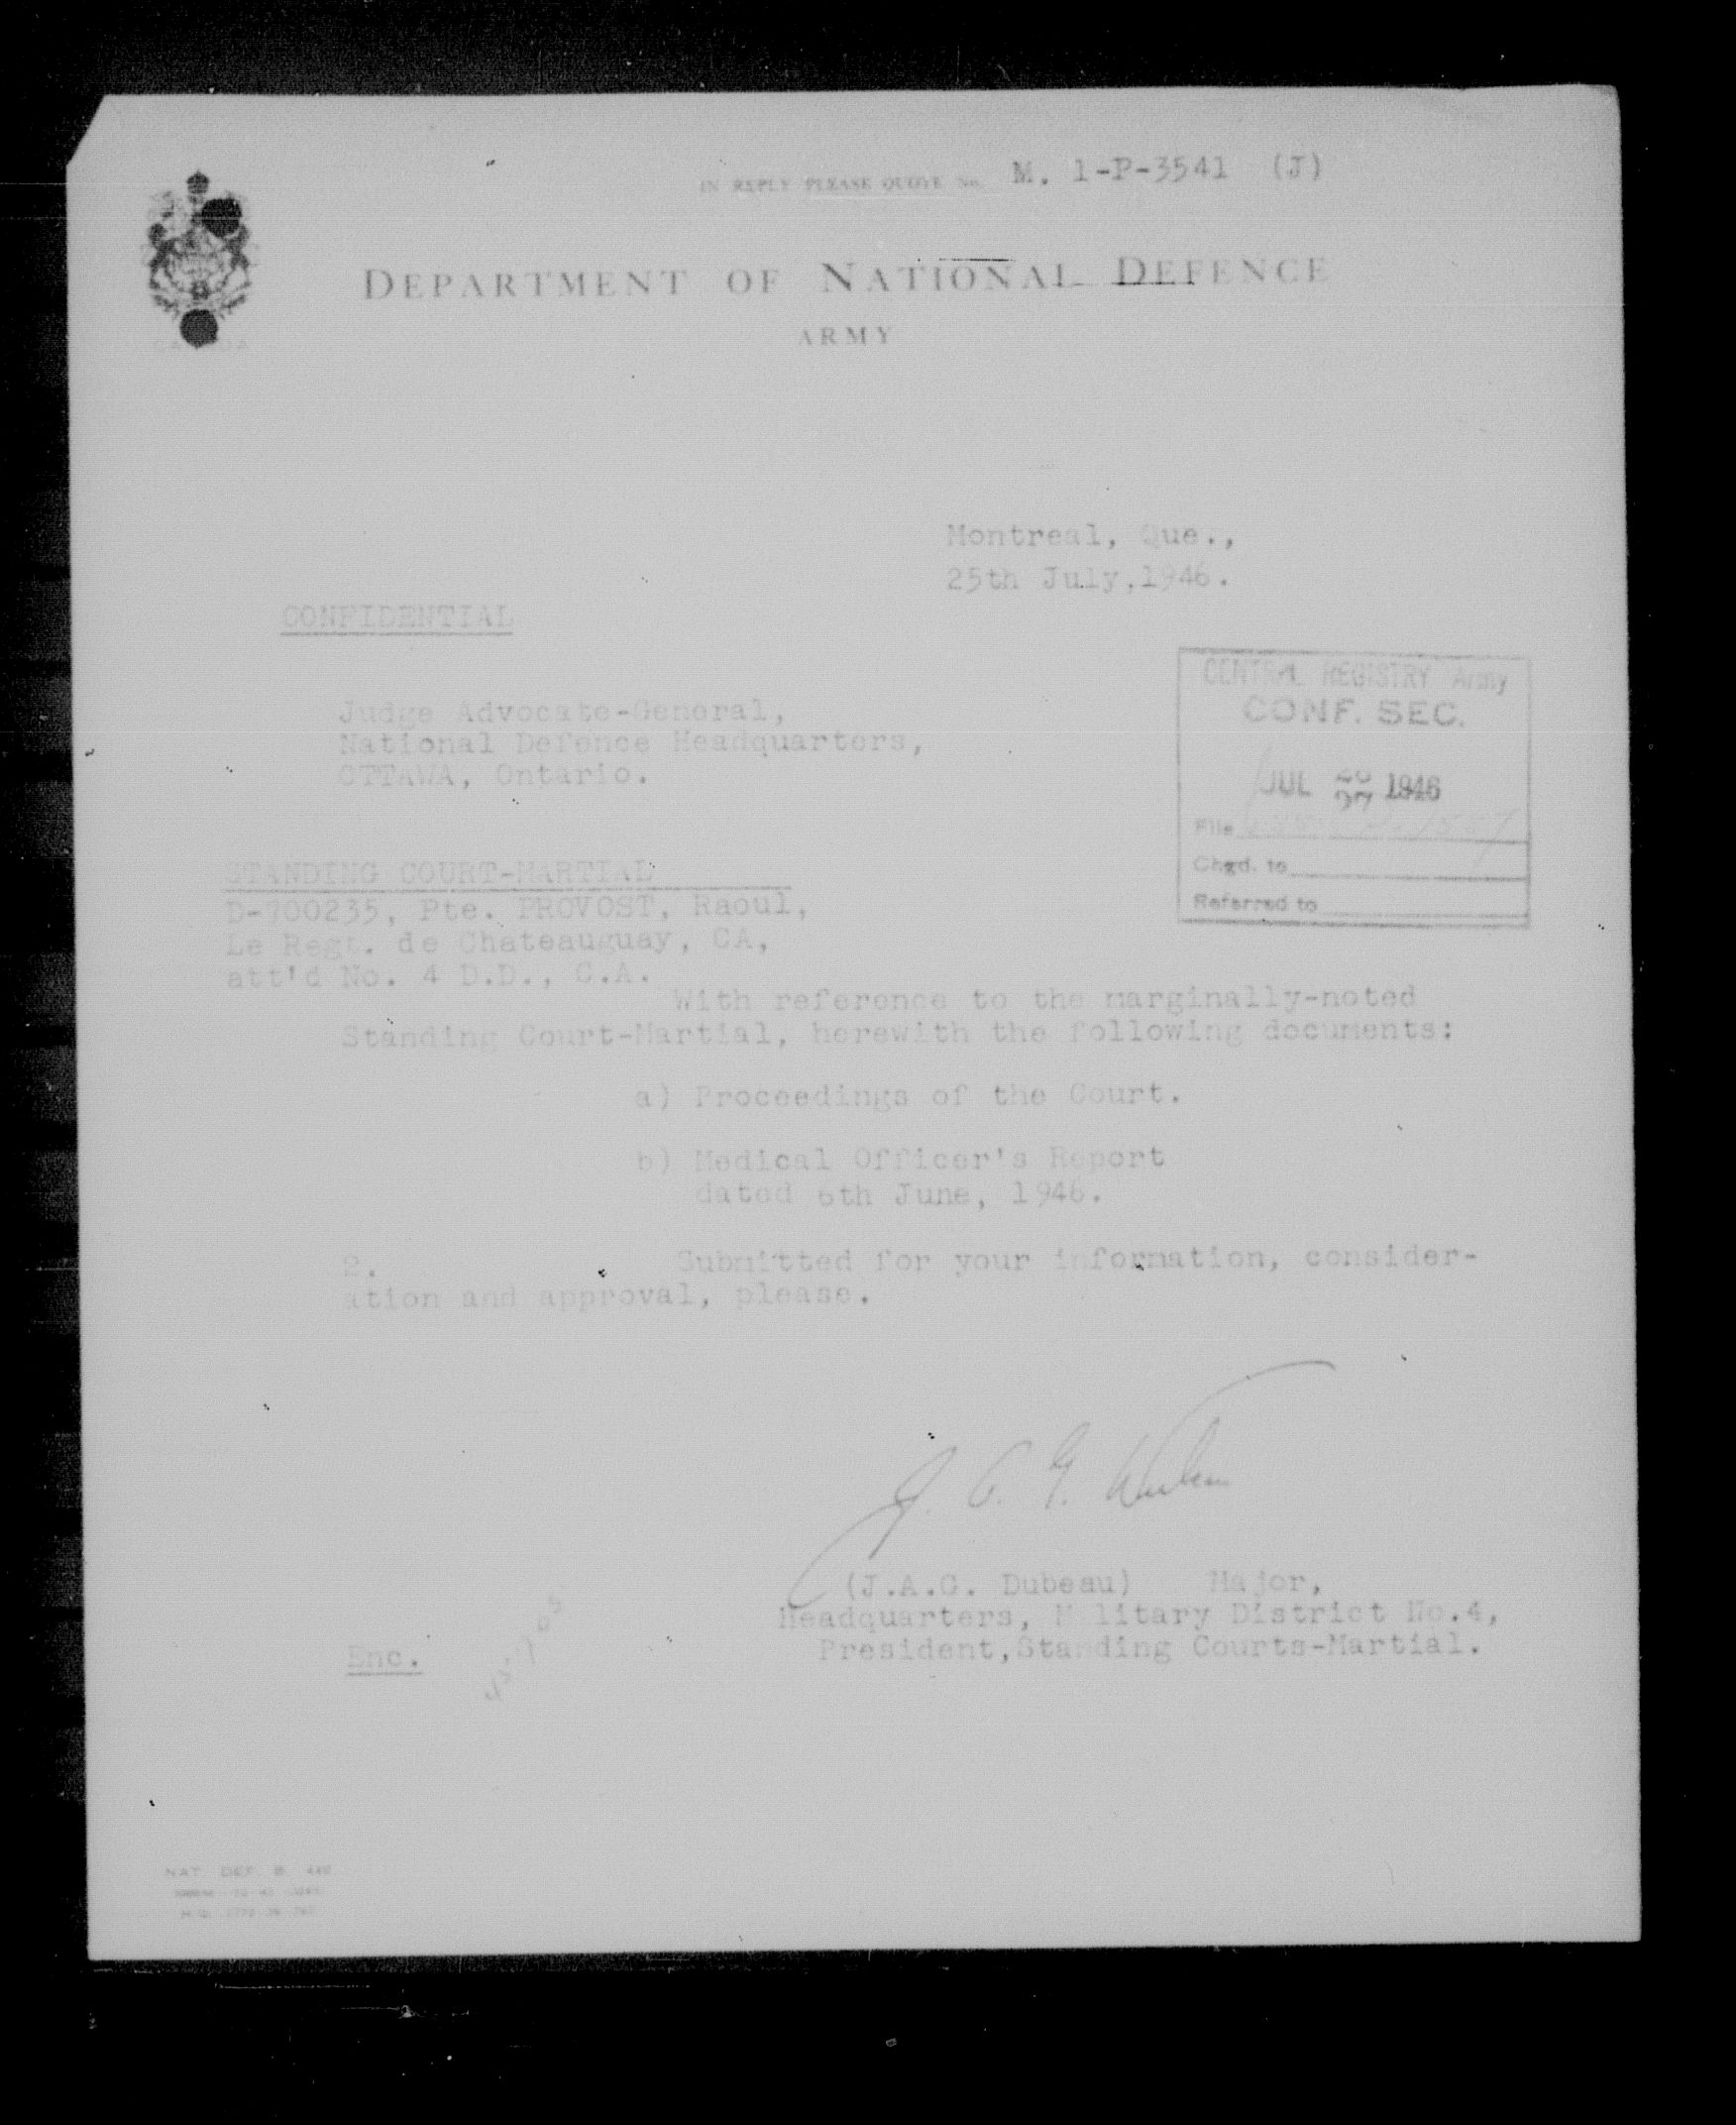 IN REPLY PLEASE QUOTE No. M. 1-P-3541 (J)
DEPARTMENT OF NATIONAL DEFENCE
ARMY
CANADA
Montreal, Que.,
25th July,1946.
CONFIDENTIAL
CENTRAL REGISTRY Army
CONF. SEC.
JUL 1946
File
Chgd. to
Referred to
Judge Advocate-General,
National Defence Headquarters,
OTTAWA, Ontario.
STANDING COURT-MARTIAL
D-700235, Pte. PROVOST, Raoul,
Le Regt. de Chateauguay, CA,
att'd No. 4 D.D., C.A.
With reference to the marginally-noted
Standing Court-Martial, herewith the following documents:
a) Proceedings of the Court.
b) Medical Officer's Report
dated 6th June, 1946.
2. Submitted for your information, consider-
ation and approval, please.
(J.A.G. Dubeau) Major,
Headquarters, Military District No.4,
President,Standing Courts-Martial.
Enc.
NAT. DEF. B.